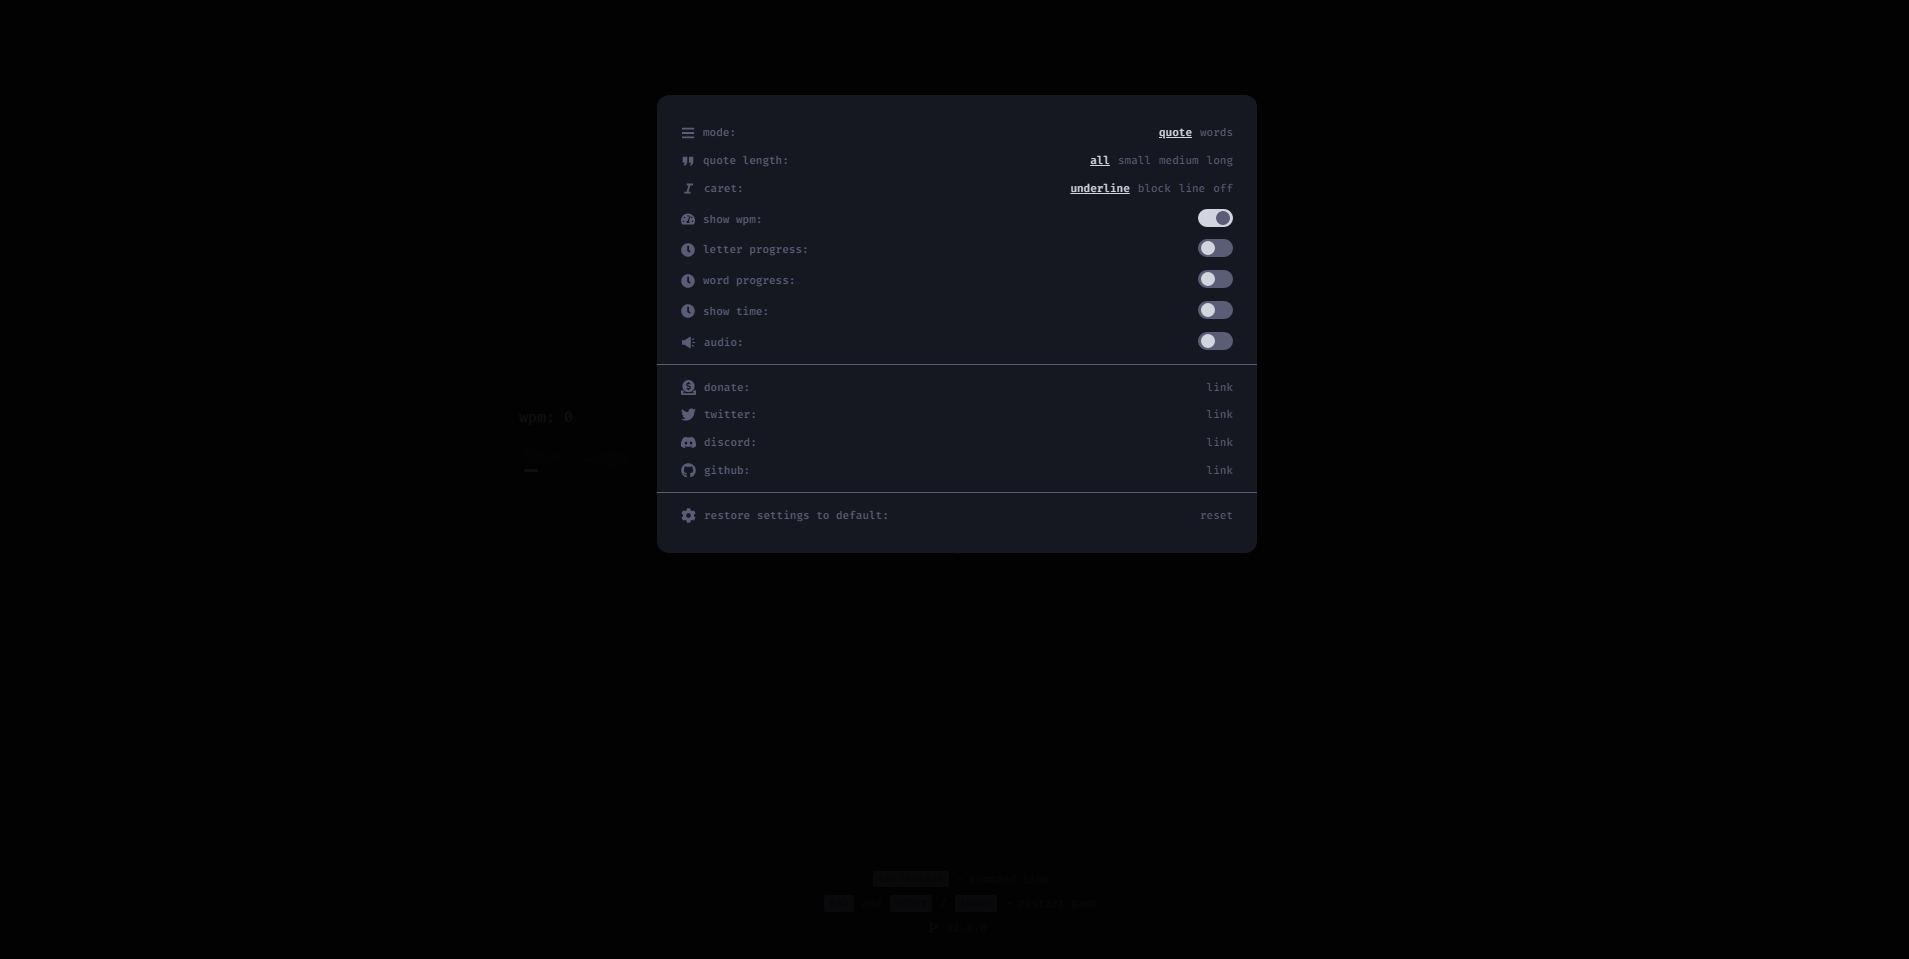 mode: quote words
quote length: all small medium long
caret: underline block line off
show wpm:
letter progress:
word progress:
show time:
audio:
donate: link
twitter: link
discord: link
github: link
restore settings to default: reset
wpm: 0